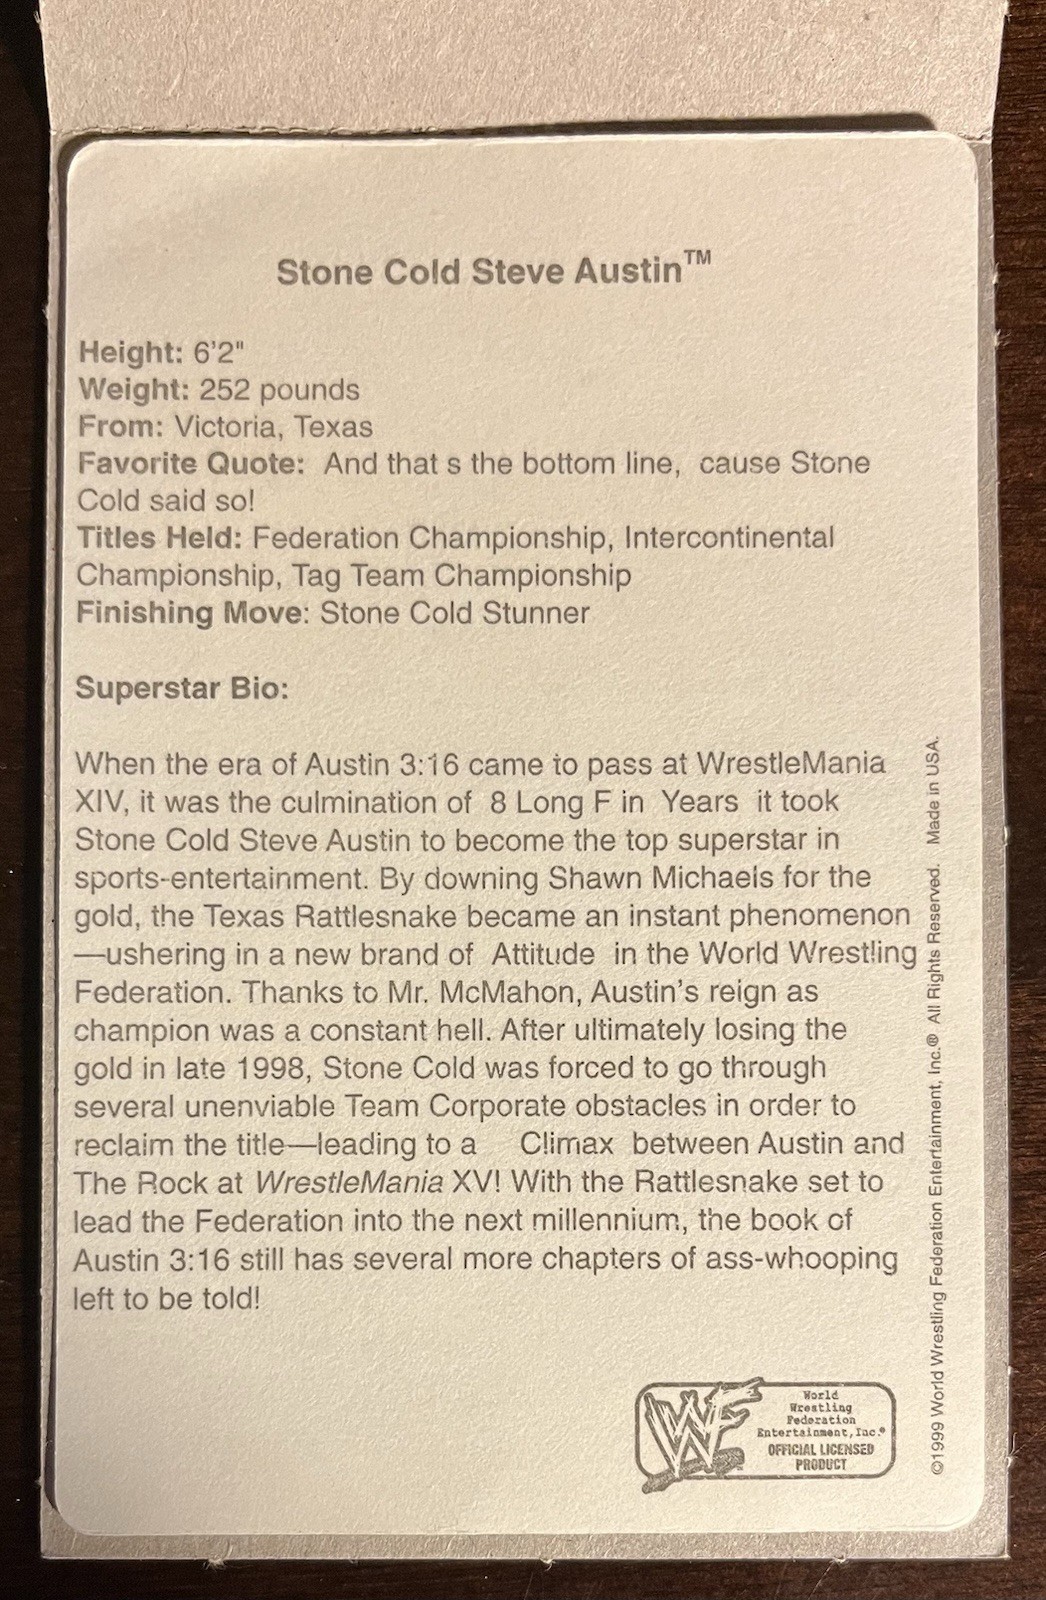 Stone Cold Steve Austin™
Height: 6'2"
Weight: 252 pounds
From: Victoria, Texas
Favorite Quote:  And that s the bottom line,  cause Stone
Cold said so!
Titles Held: Federation Championship, Intercontinental
Championship, Tag Team Championship
Finishing Move: Stone Cold Stunner
Superstar Bio:
When the era of Austin 3:16 came to pass at WrestleMania
XIV, it was the culmination of  8 Long F in  Years  it took
Stone Cold Steve Austin to become the top superstar in
sports-entertainment. By downing Shawn Michaels for the
gold, the Texas Rattlesnake became an instant phenomenon
—ushering in a new brand of  Attitude  in the World Wrestling
Federation. Thanks to Mr. McMahon, Austin's reign as
champion was a constant hell. After ultimately losing the
gold in late 1998, Stone Cold was forced to go through
several unenviable Team Corporate obstacles in order to
reclaim the title—leading to a    Climax  between Austin and
The Rock at WrestleMania XV! With the Rattlesnake set to
lead the Federation into the next millennium, the book of
Austin 3:16 still has several more chapters of ass-whooping
left to be told!
©1999 World Wrestling Federation Entertainment, Inc.® All Rights Reserved.  Made in USA.
WF
World
Wrestling
Federation
Entertainment, Inc.®
OFFICIAL LICENSED
PRODUCT